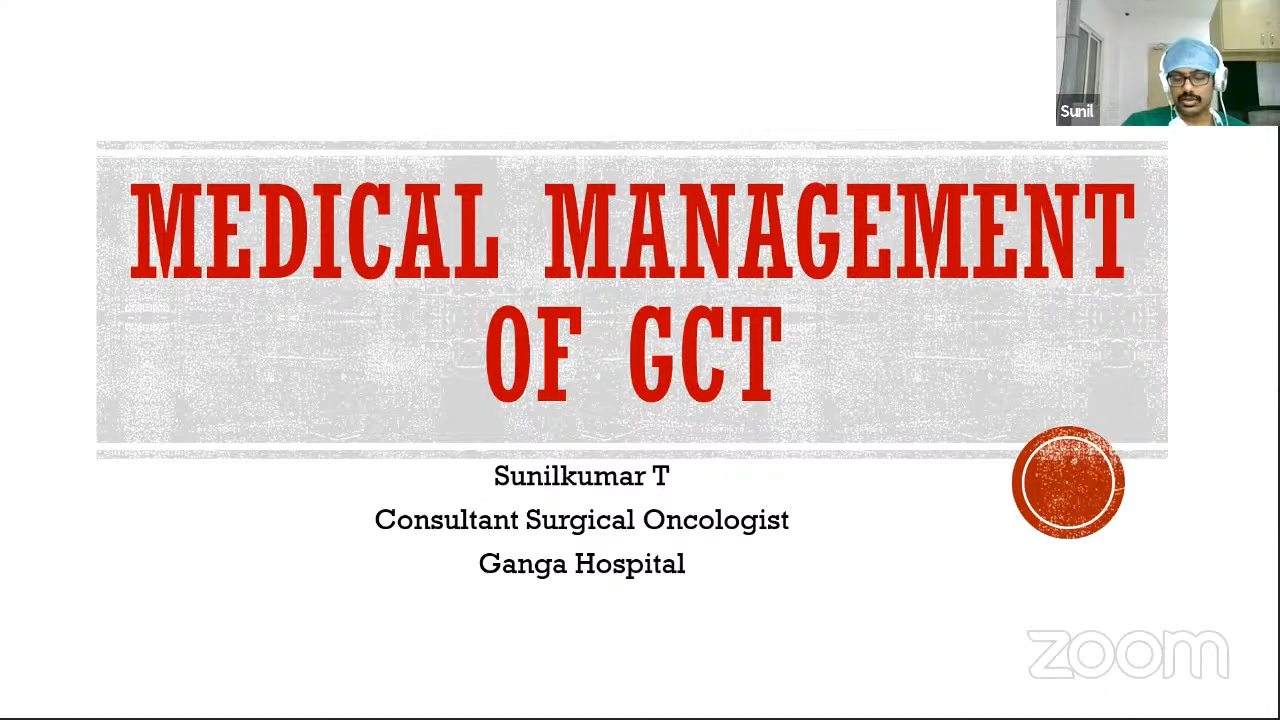 Sunil
MEDICAL MANAGEMENT
OF GCT
Sunilkumar T
Consultant Surgical Oncologist
Ganga Hospital
zoom